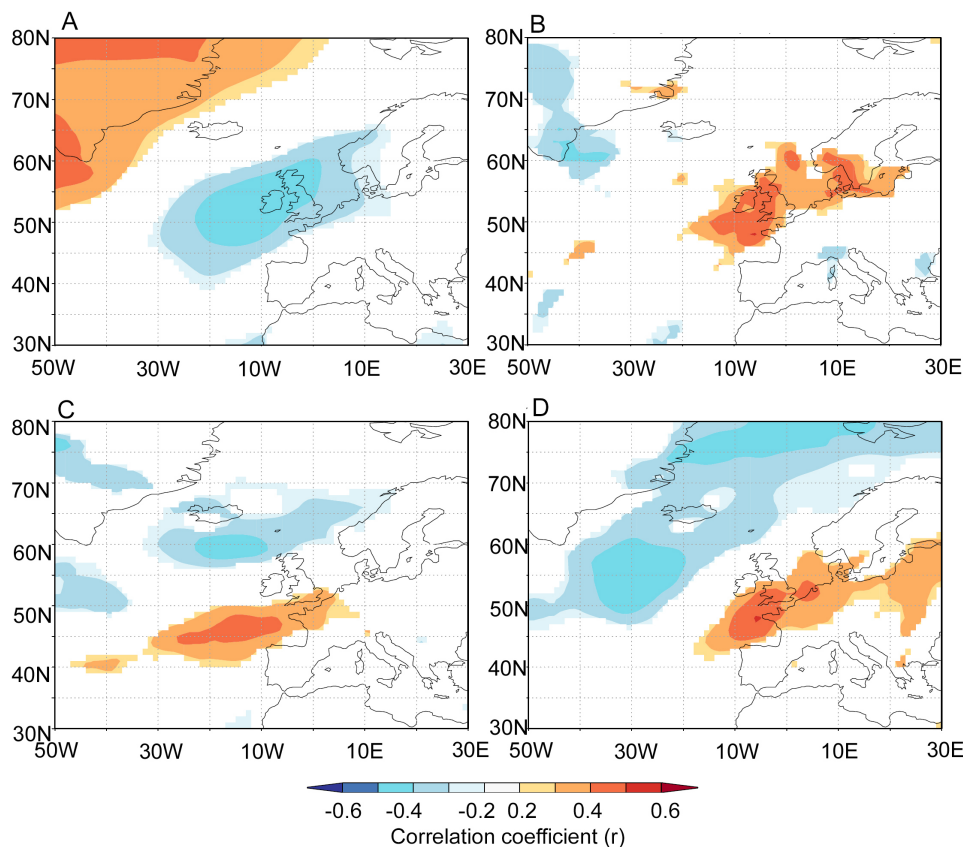 A
B
80N 80N
70N 70N
60N 60N
50N 50N
40N 40N
30N 30N
50W 30W 10W 10E 30E 50W 30W 10W 10E 30E
C
D
80N 80N
70N 70N
60N 60N
50N 50N
40N 40N
30N 30N
50W 30W 10W 10E 30E 50W 30W 10W 10E 30E
-0.6 -0.4 -0.2 0.2 0.4 0.6
Correlation coefficient (r)